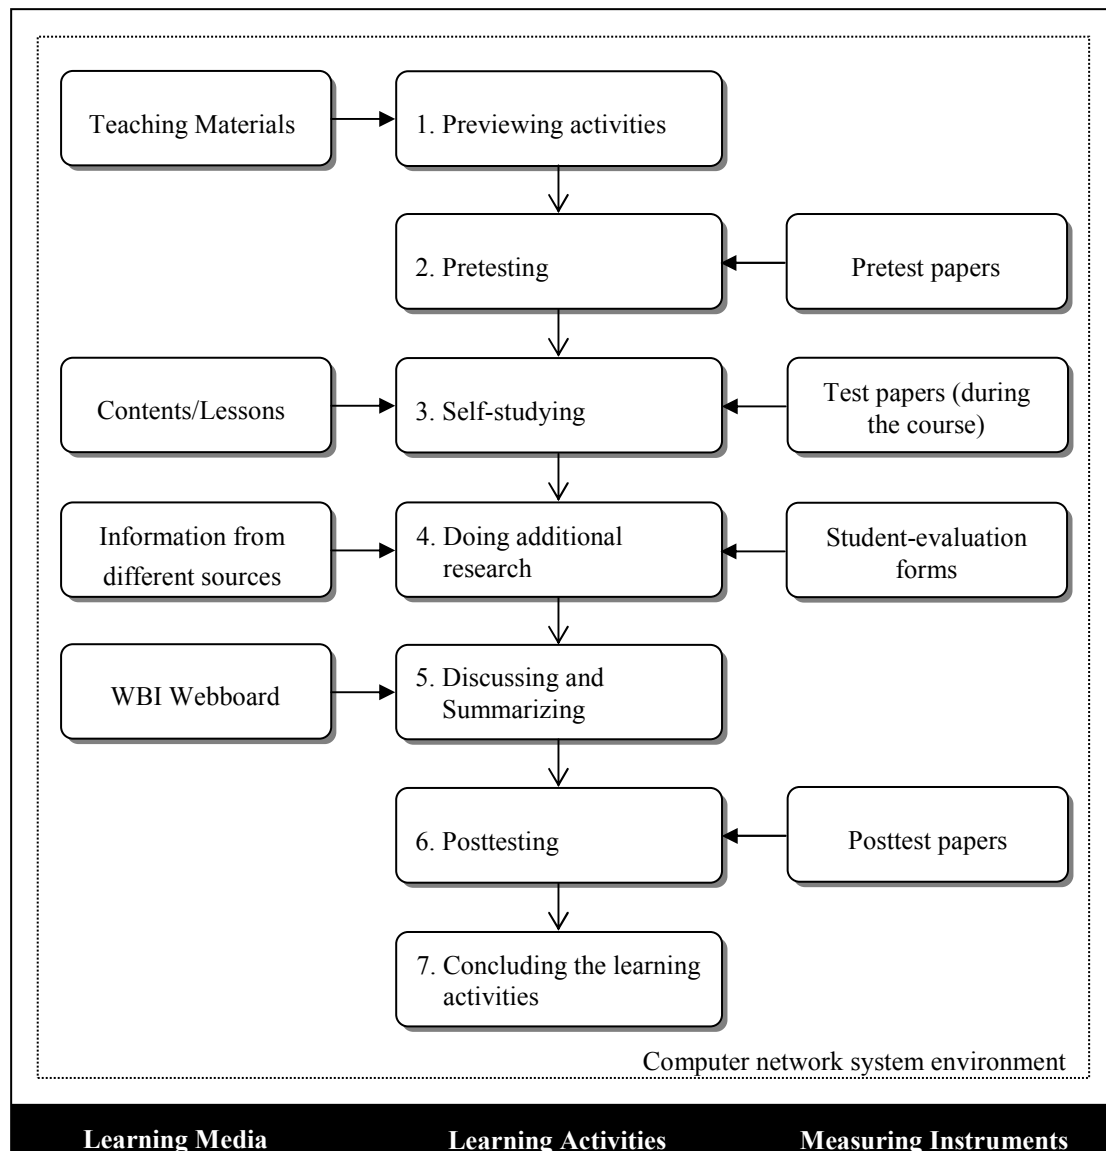 Teaching Materials
1. Previewing activities
2. Pretesting
Pretest papers
Contents/Lessons
3. Self-studying
Test papers (during
the course)
Information from
different sources
4. Doing additional
research
Student-evaluation
forms
WBI Webboard
5. Discussing and
Summarizing
6. Posttesting
Posttest papers
7. Concluding the learning
activities
Computer network system environment
Learning Media
Learning Activities
Measuring Instruments